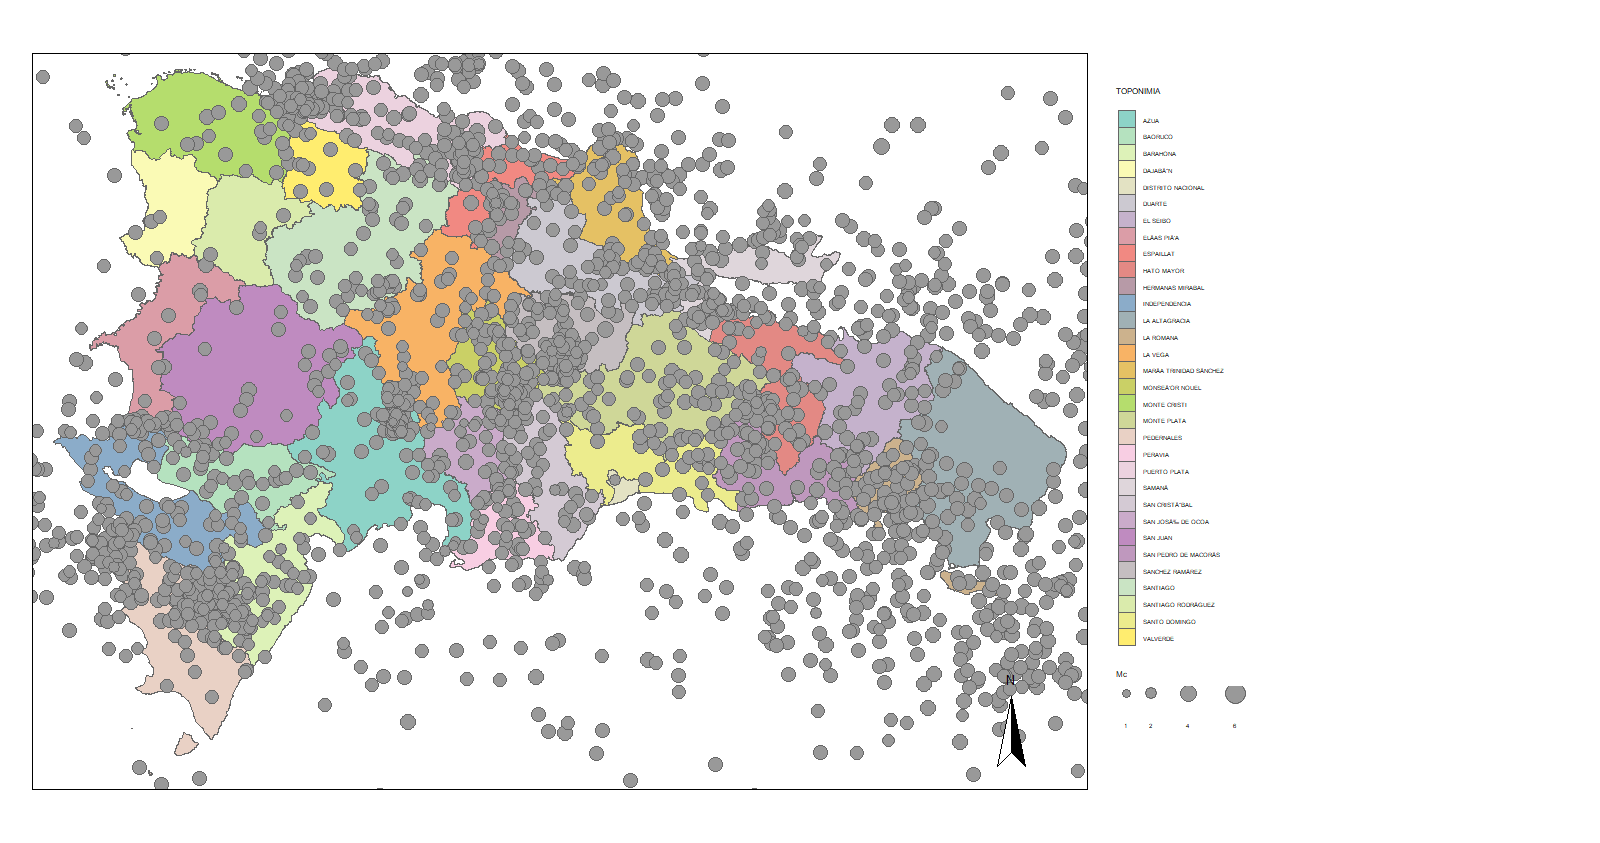 TOPONIMIA
AZUA
BAORUCO
BARAHONA
DAJABÃ"N
DISTRITO NACIONAL
DUARTE
EL SEIBO
ELÃAS PIÃ'A
ESPAILLAT
HATO MAYOR
HERMANAS MIRABAL
INDEPENDENCIA
LA ALTAGRACIA
LA ROMANA
LA VEGA
MARÃA TRINIDAD SÃNCHEZ
MONSEÃ'OR NOUEL
MONTE CRISTI
MONTE PLATA
PEDERNALES
PERAVIA
PUERTO PLATA
SAMANÃ
SAN CRISTÃ"BAL
SAN JOSÃ‰ DE OCOA
SAN JUAN
SAN PEDRO DE MACORÃS
SANCHEZ RAMÃREZ
SANTIAGO
SANTIAGO RODRÃGUEZ
SANTO DOMINGO
VALVERDE
Mc
1 2 4 6
N